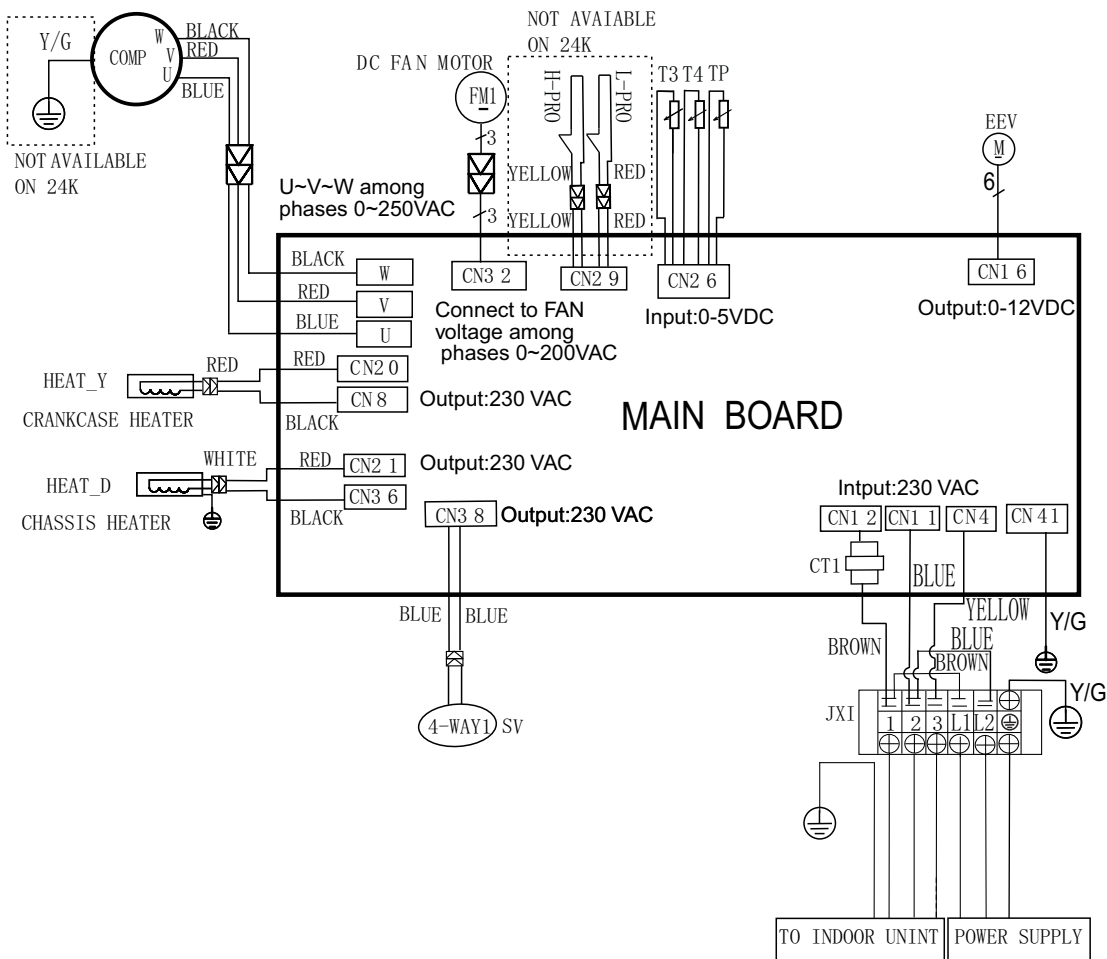 Y/G
COMP
W
V
U
BLACK
RED
BLUE
NOT AVAILABLE
ON 24K
DC FAN MOTOR
FM1
3
3
NOT AVAIABLE
ON 24K
H-PRO
L-PRO
YELLOW
RED
YELLOW
RED
T3 T4 TP
EEV
M
6
U~V~W among
phases 0~250VAC
BLACK
W
RED
V
BLUE
U
CN3 2
CN2 9
CN2 6
CN1 6
Connect to FAN
voltage among
phases 0~200VAC
Input:0-5VDC
Output:0-12VDC
HEAT_Y
CRANKCASE HEATER
RED
RED
CN20
CN 8
BLACK
Output:230 VAC
MAIN BOARD
HEAT_D
CHASSIS HEATER
WHITE
RED
CN2 1
CN3 6
BLACK
Output:230 VAC
CN3 8
Output:230 VAC
Intput:230 VAC
CN1 2
CN1 1
CN 4
CN 41
CT1
BLUE
BLUE
BLUE
YELLOW
Y/G
BROWN
BLUE
BROWN
Y/G
4-WAY1 SV
JX1
1 2 3 L1 L2
TO INDOOR UNINT
POWER SUPPLY